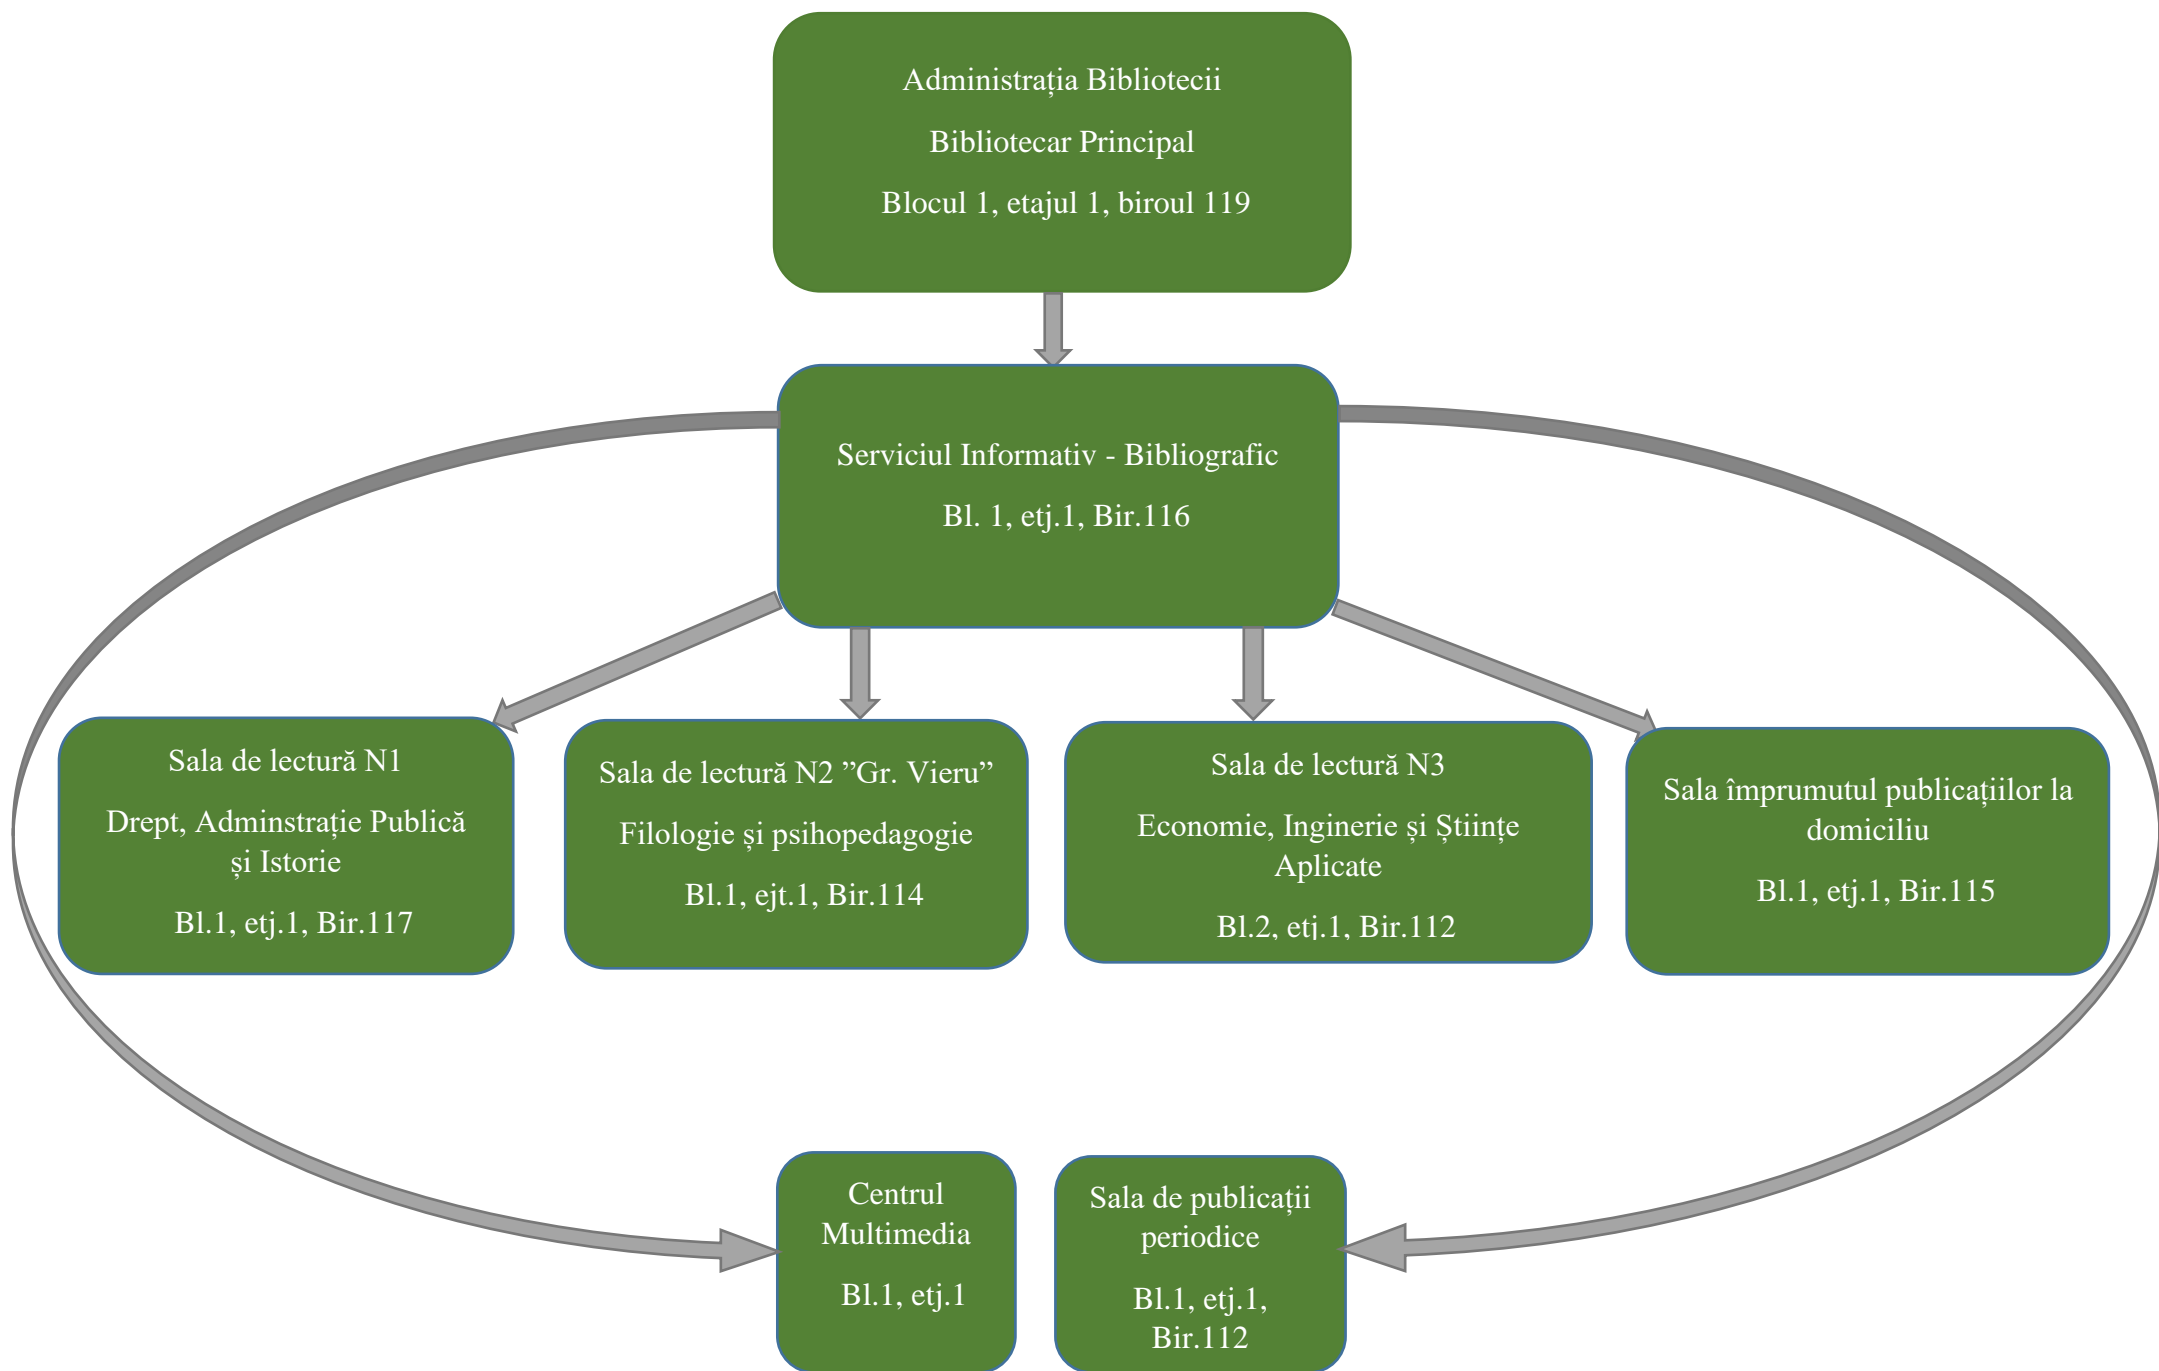 Administrația Bibliotecii
Bibliotecar Principal
Blocul 1, etajul 1, biroul 119
Serviciul Informativ - Bibliografic
Bl. 1, etj.1, Bir.116
Sala de lectură N1
Drept, Adminstrație Publică
și Istorie
Bl.1, etj.1, Bir.117
Sala de lectură N2 ”Gr. Vieru”
Filologie și psihopedagogie
Bl.1, ejt.1, Bir.114
Sala de lectură N3
Economie, Inginerie și Științe
Aplicate
Bl.2, etj.1, Bir.112
Sala împrumutul publicațiilor la
domiciliu
Bl.1, etj.1, Bir.115
Centrul
Multimedia
Bl.1, etj.1
Sala de publicații
periodice
Bl.1, etj.1,
Bir.112